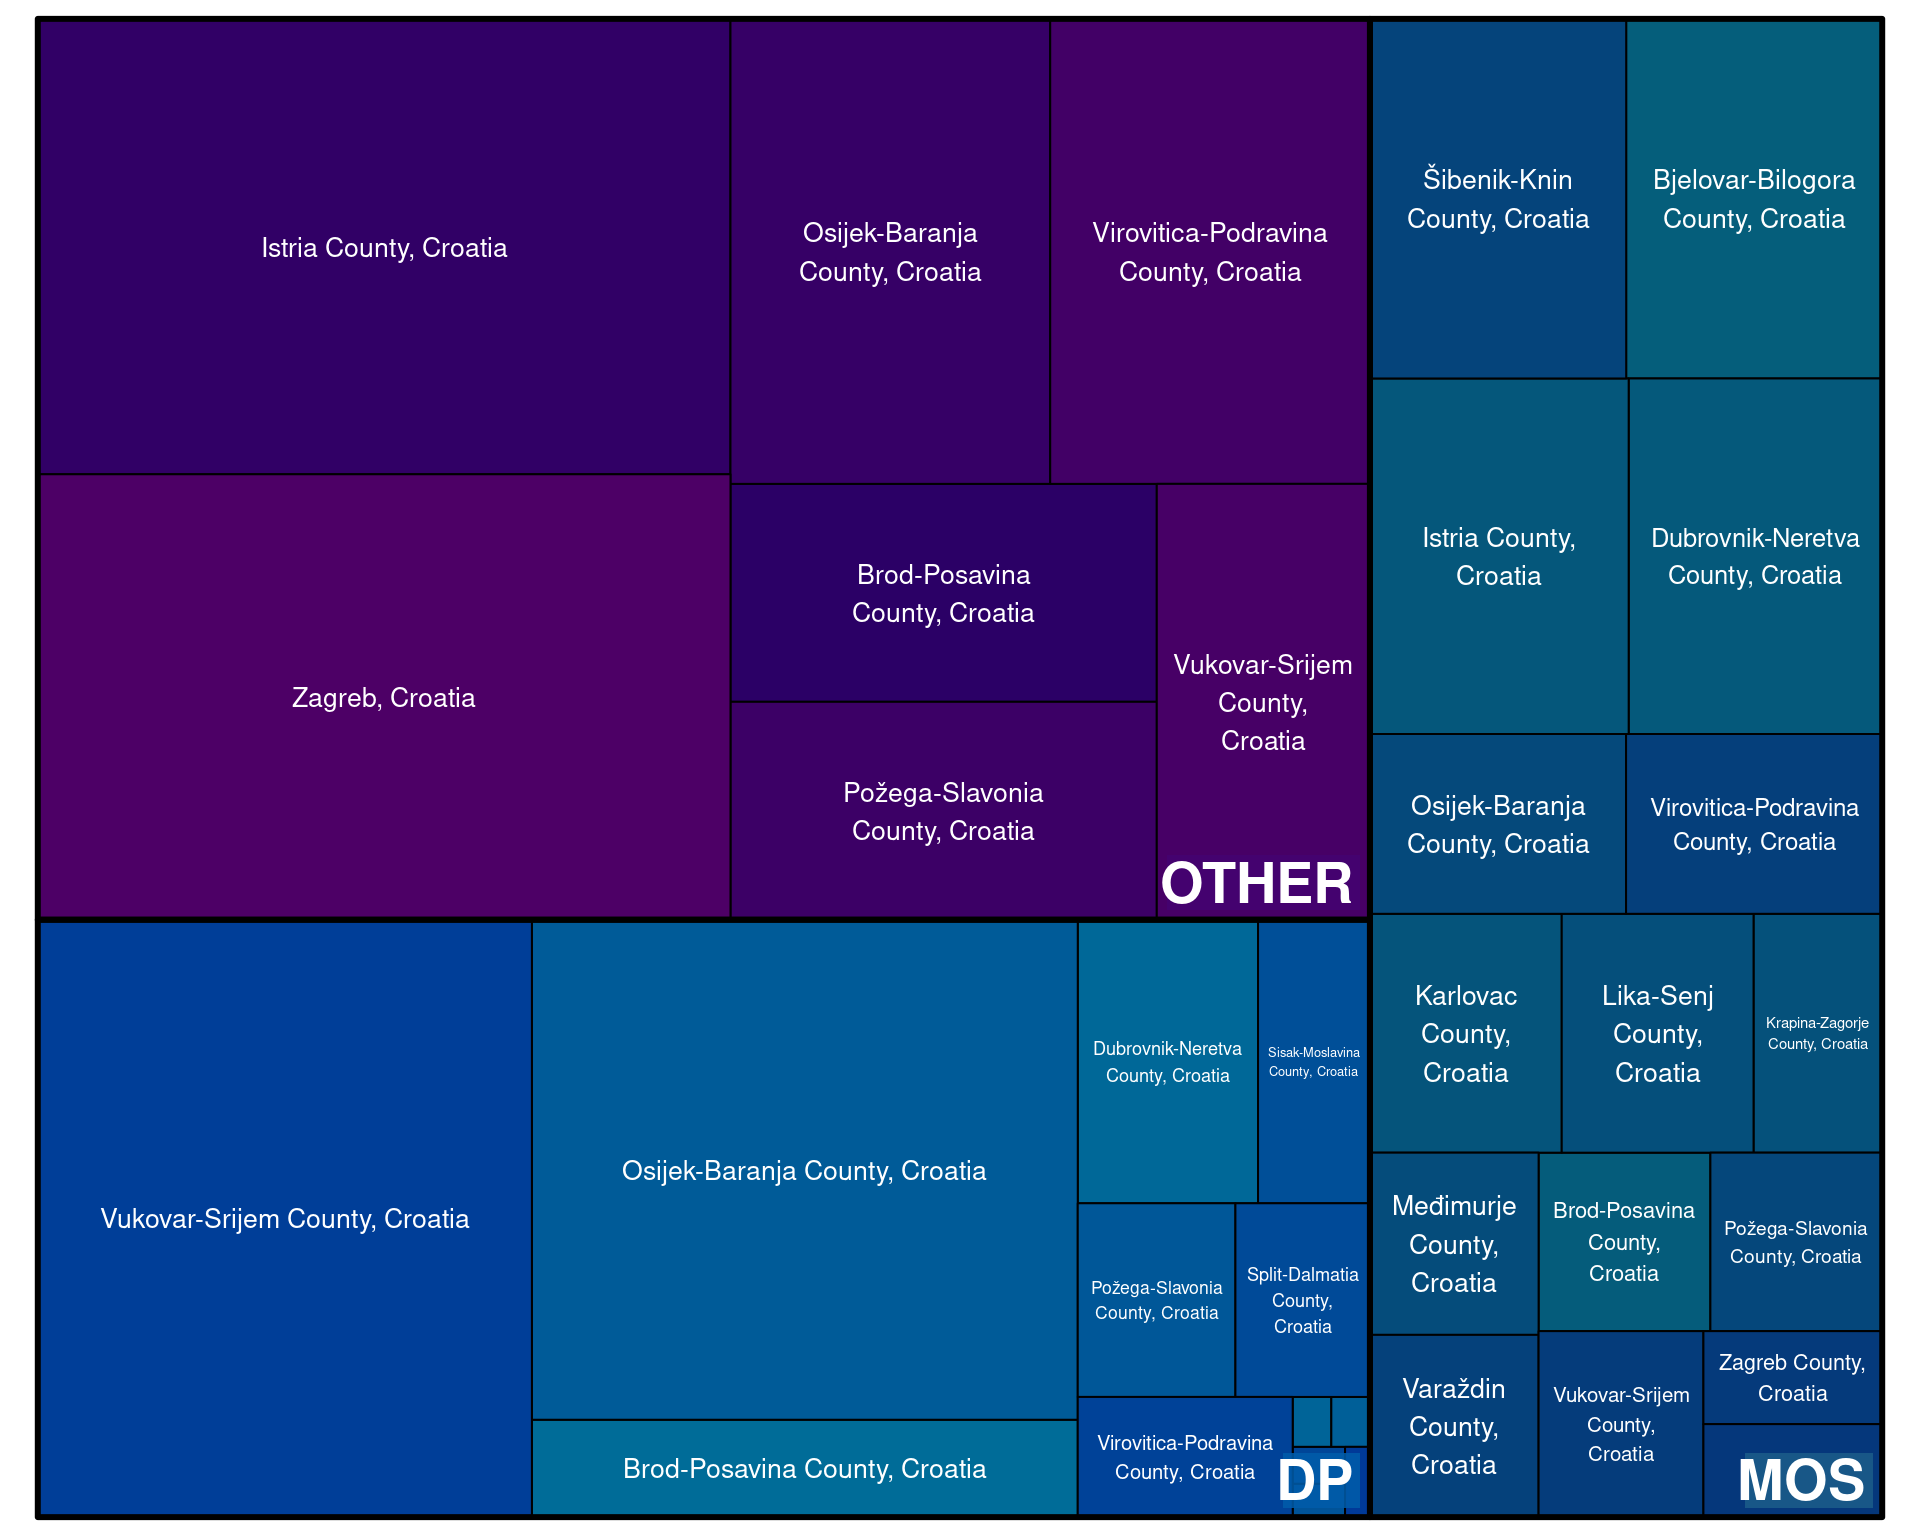 Istria County, Croatia
Osijek-Baranja
County, Croatia
Virovitica-Podravina
County, Croatia
Zagreb, Croatia
Brod-Posavina
County, Croatia
Požega-Slavonia
County, Croatia
Vukovar-Srijem
County,
Croatia
OTHER
Vukovar-Srijem County, Croatia
Osijek-Baranja County, Croatia
Brod-Posavina County, Croatia
Dubrovnik-Neretva
County, Croatia
Sisak-Moslavina
County, Croatia
Požega-Slavonia
County, Croatia
Split-Dalmatia
County,
Croatia
Virovitica-Podravina
County, Croatia
DP
Šibenik-Knin
County, Croatia
Bjelovar-Bilogora
County, Croatia
Istria County,
Croatia
Dubrovnik-Neretva
County, Croatia
Osijek-Baranja
County, Croatia
Virovitica-Podravina
County, Croatia
Karlovac
County,
Croatia
Lika-Senj
County,
Croatia
Krapina-Zagorje
County, Croatia
Međimurje
County,
Croatia
Brod-Posavina
County,
Croatia
Požega-Slavonia
County, Croatia
Varaždin
County,
Croatia
Vukovar-Srijem
County,
Croatia
Zagreb County,
Croatia
MOS